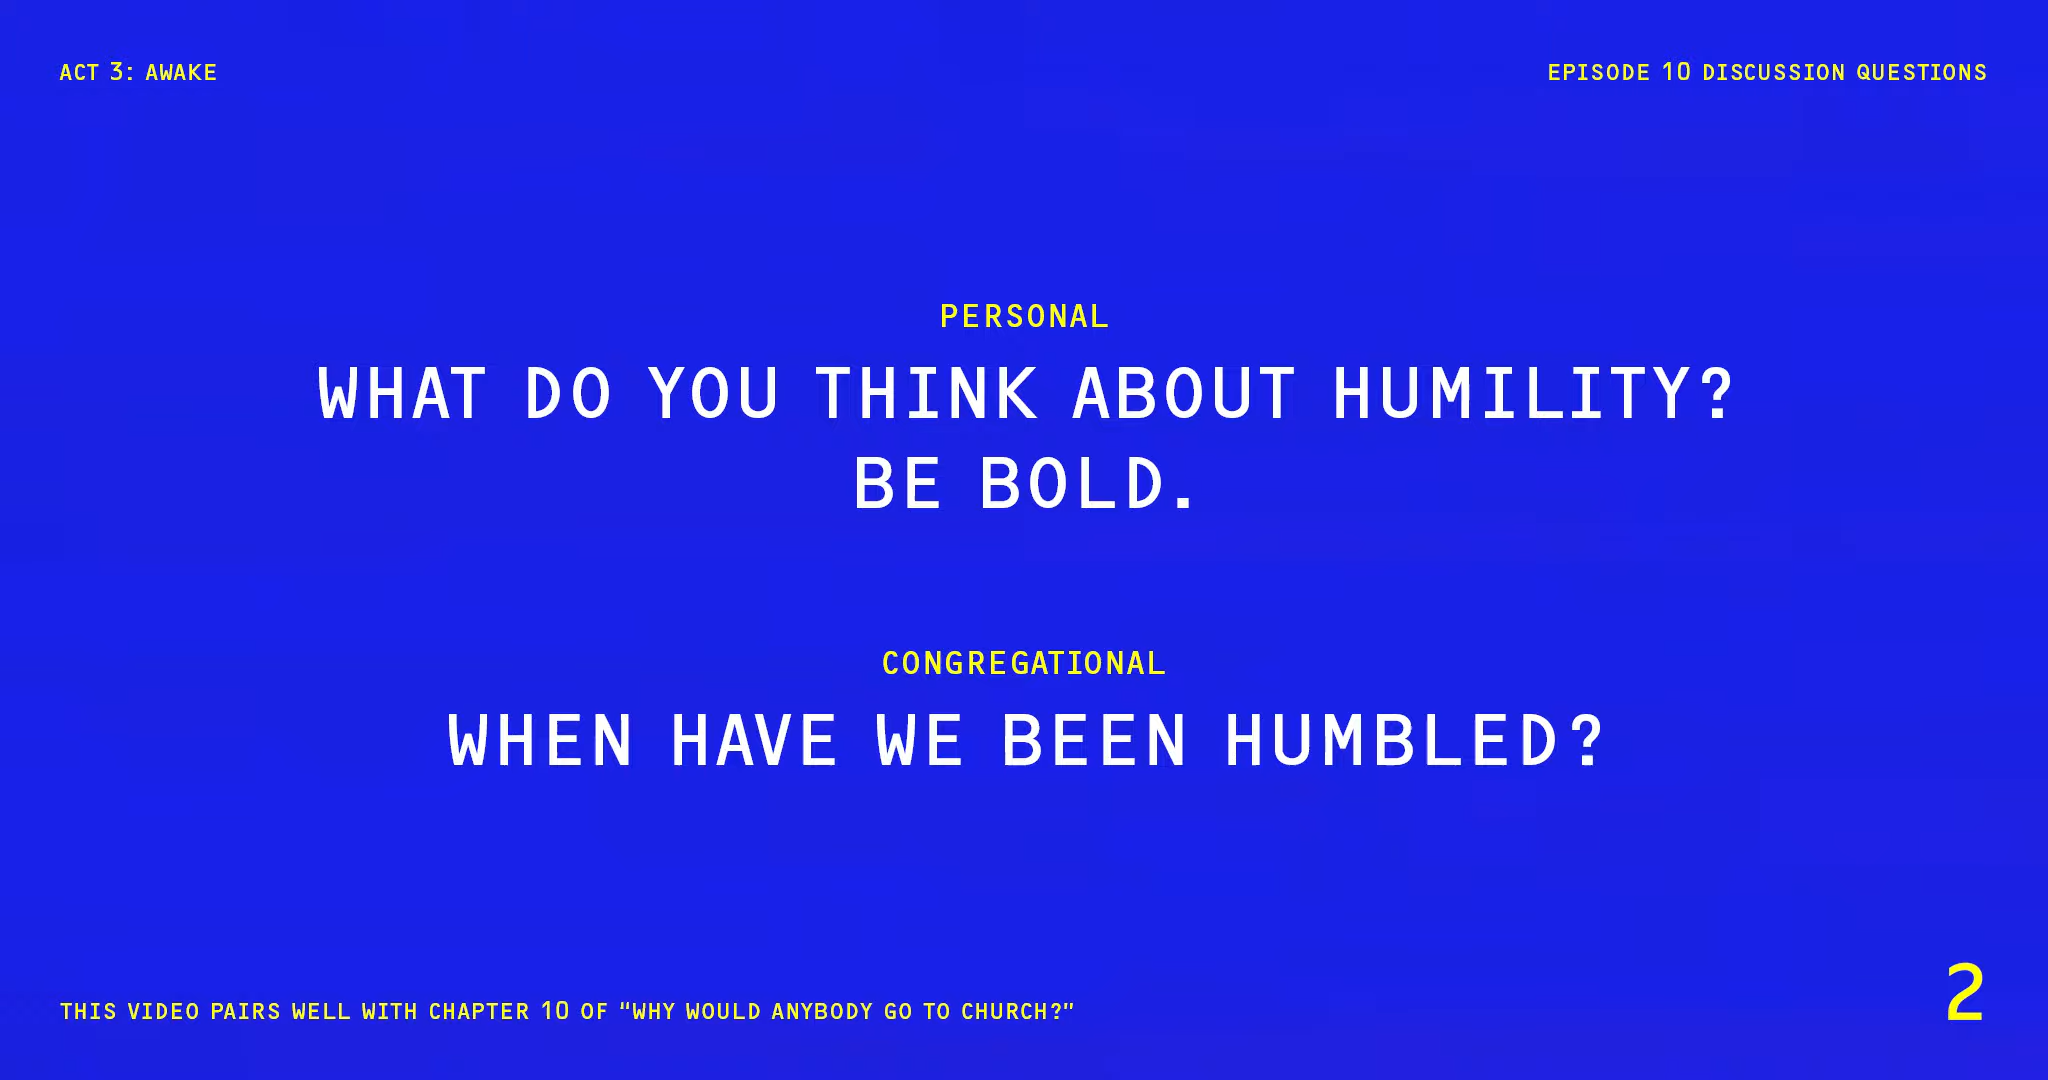 ACT 3: AWAKE
EPISODE 10 DISCUSSION QUESTIONS
PERSONAL
WHAT DO YOU THINK ABOUT HUMILITY?
BE BOLD.
CONGREGATIONAL
WHEN HAVE WE BEEN HUMBLED?
THIS VIDEO PAIRS WELL WITH CHAPTER 10 OF “WHY WOULD ANYBODY GO TO CHURCH?”
2